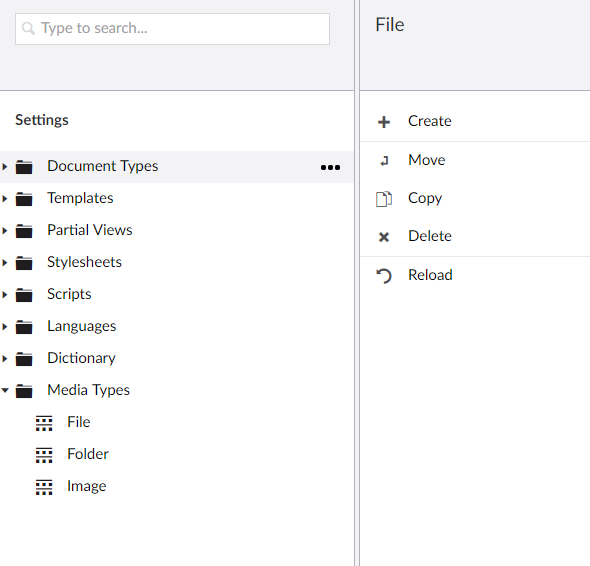 Type to search...
Settings
Document Types
Templates
Partial Views
Stylesheets
Scripts
Languages
Dictionary
Media Types
File
Folder
Image
File
Create
Move
Copy
Delete
Reload